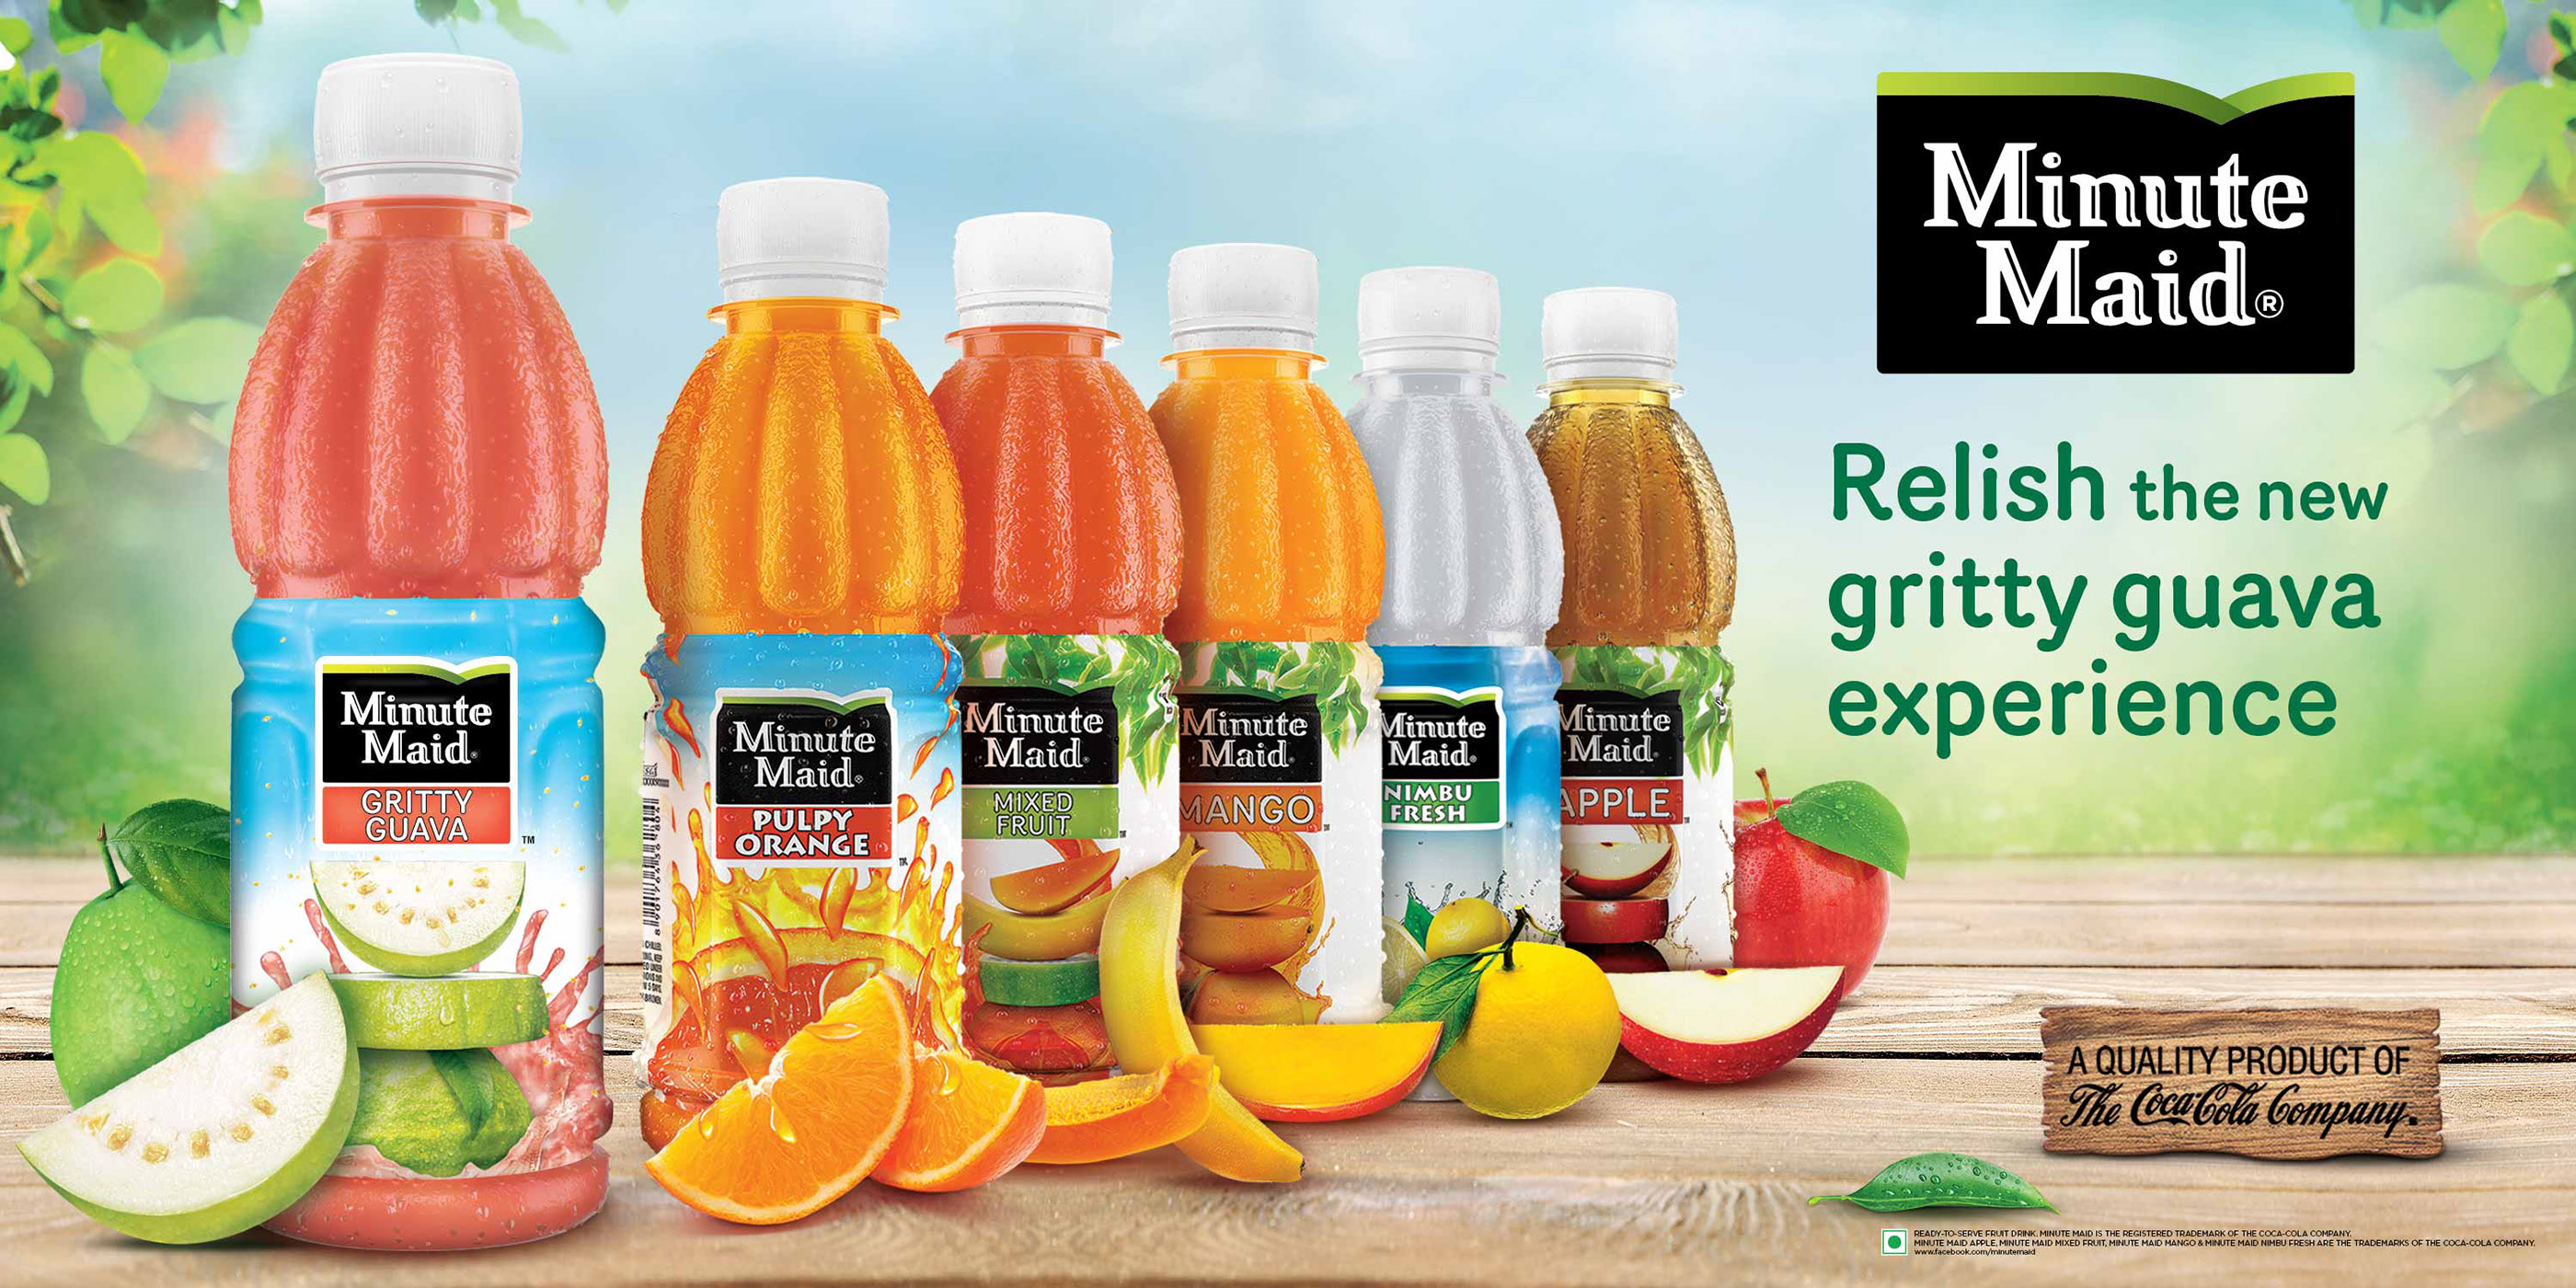 Minute
Maid®
Relish the new
gritty guava
experience
Minute
Maid
GRITTY
GUAVA
TM
Minute
Maid
PULPY
ORANGE
Minute
Maid
MIXED
FRUIT
Minute
Maid
MANGO
Minute
Maid
NIMBU
FRESH
Minute
Maid
APPLE
A QUALITY PRODUCT OF
The Coca-Cola Company.
READY-TO-SERVE FRUIT DRINK. MINUTE MAID IS THE REGISTERED TRADEMARK OF THE COCA-COLA COMPANY.
MINUTE MAID APPLE, MINUTE MAID MIXED FRUIT, MINUTE MAID MANGO & MINUTE MAID NIMBU FRESH ARE THE TRADEMARKS OF THE COCA-COLA COMPANY.
www.facebook.com/minutemaid